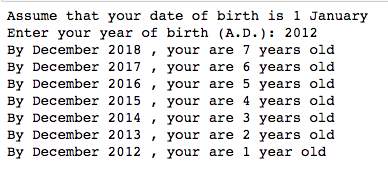 Assume that your date of birth is 1 January
Enter your year of birth (A.D.): 2012
By December 2018 , your are 7 years old
By December 2017 , your are 6 years old
By December 2016 , your are 5 years old
By December 2015 , your are 4 years old
By December 2014 , your are 3 years old
By December 2013 , your are 2 years old
By December 2012 , your are 1 year old